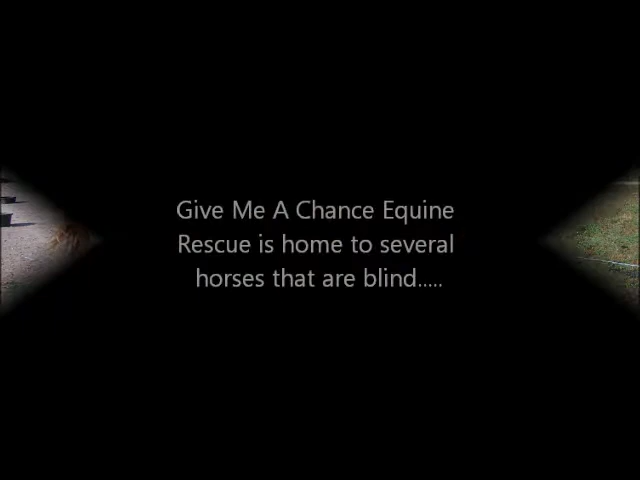 Give Me A Chance Equine
Rescue is home to several
horses that are blind.....